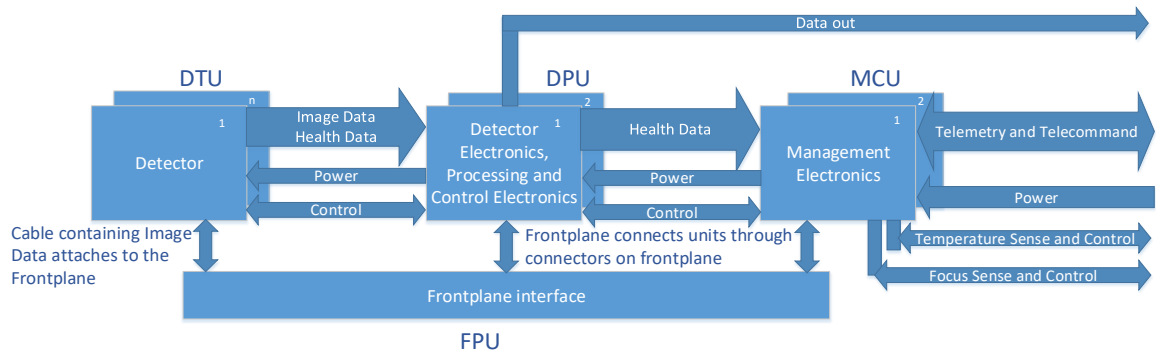 Data out
DTU
DPU
MCU
n
1
Detector
Image Data
Health Data
Power
Control
2
1
Detector
Electronics,
Processing and
Control Electronics
Health Data
Power
Control
2
1
Management
Electronics
Telemetry and Telecommand
Power
Temperature Sense and Control
Focus Sense and Control
Cable containing Image
Data attaches to the
Frontplane
Frontplane connects units through
connectors on frontplane
Frontplane interface
FPU